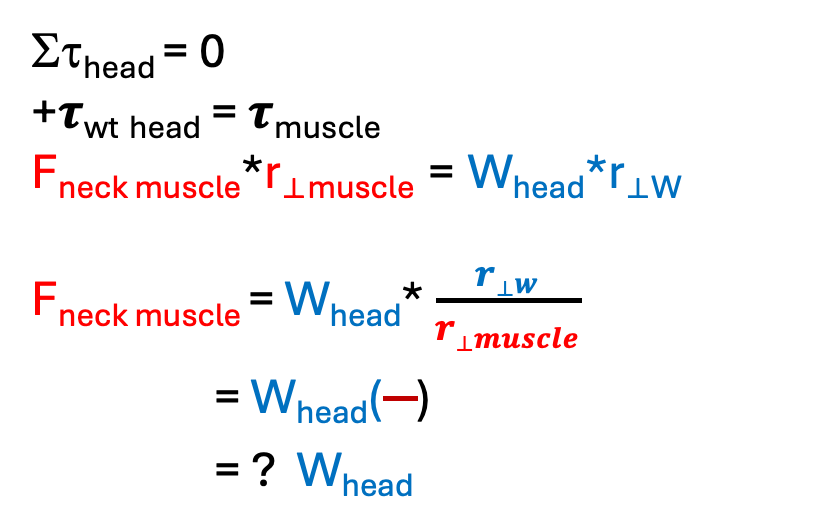 Στhead = 0
+τwt head = τmuscle
Fneck muscle*r⊥muscle = Whead*r⊥W
Fneck muscle = Whead* r⊥w / r⊥muscle
= Whead(—)
= ? Whead